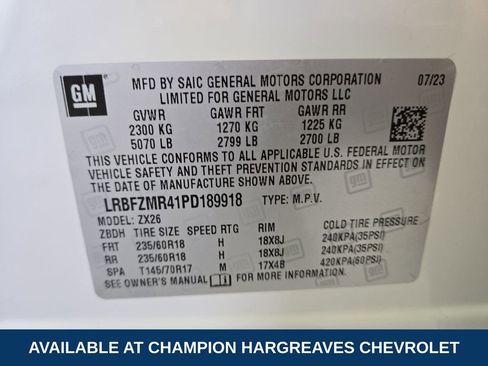 GM
MFD BY SAIC GENERAL MOTORS CORPORATION 07/23
LIMITED FOR GENERAL MOTORS LLC
GVWR GAWR FRT GAWR RR
2300 KG 1270 KG 1225 KG
5070 LB 2799 LB 2700 LB
THIS VEHICLE CONFORMS TO ALL APPLICABLE U.S. FEDERAL MOTOR
VEHICLE SAFETY AND THEFT PREVENTION STANDARDS IN EFFECT
ON THE DATE OF MANUFACTURE SHOWN ABOVE.
LRBFZMR41PD189918 TYPE: M.P.V.
MODEL: ZX26
ZBDH TIRE SIZE SPEED RTG RIM COLD TIRE PRESSURE
FRT 235/60R18 H 18X8J 240KPA(35PSI)
RR 235/60R18 H 18X8J 240KPA(35PSI)
SPA T145/70R17 M 17X4B 420KPA(60PSI)
SEE OWNER'S MANUAL
AVAILABLE AT CHAMPION HARGREAVES CHEVROLET